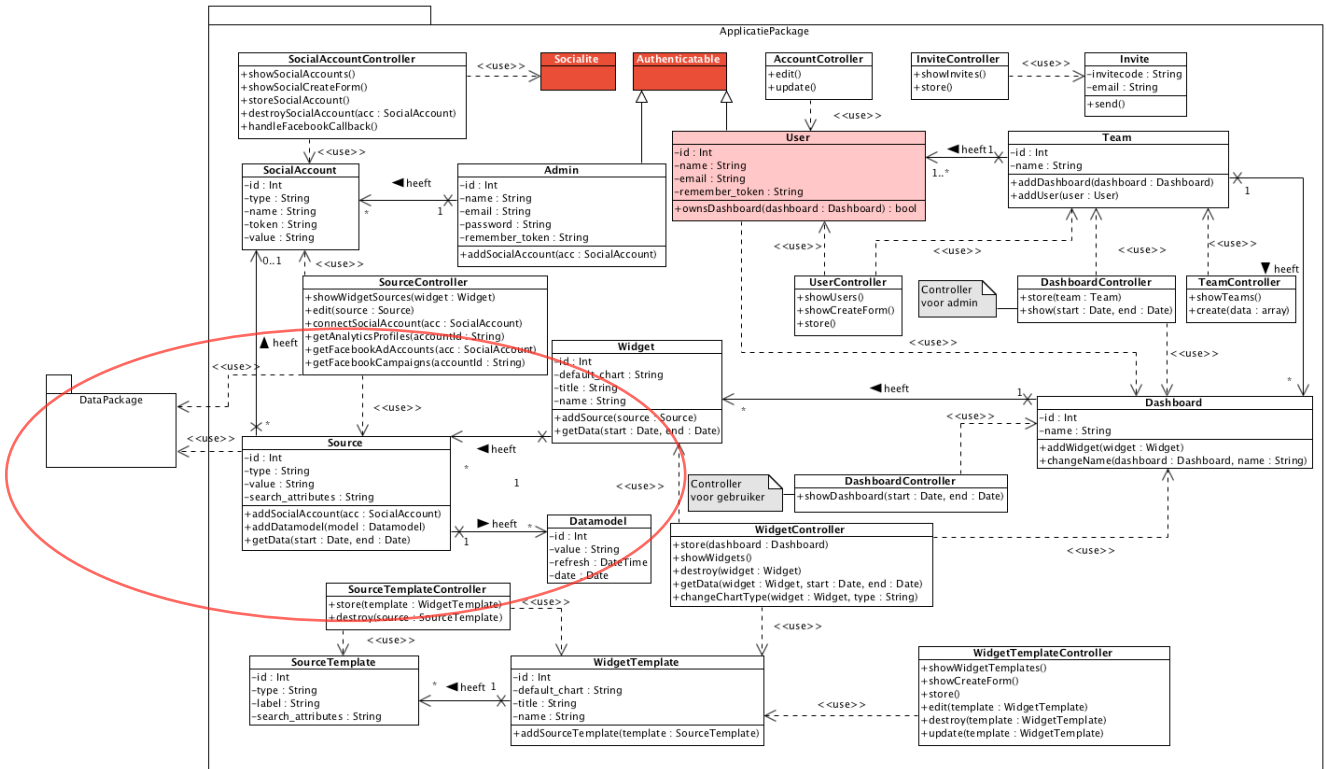 ApplicatiePackage
SocialAccountController
+showSocialAccounts()
+showSocialCreateForm()
+storeSocialAccount()
+destroySocialAccount(acc : SocialAccount)
+handleFacebookCallback()
<<use>>
Socialite
Authenticatable
AccountCotroller
+edit()
+update()
<<use>>
InviteController
+showInvites()
+store()
<<use>>
Invite
-invitecode : String
-email : String
+send()
<<use>>
SocialAccount
-id : Int
-type : String
-name : String
-token : String
-value : String
heeft
*
1
Admin
-id : Int
-name : String
-email : String
-password : String
-remember_token : String
+addSocialAccount(acc : SocialAccount)
User
-id : Int
-name : String
-email : String
-remember_token : String
+ownsDashboard(dashboard : Dashboard) : bool
heeft 1
1..*
Team
-id : Int
-name : String
+addDashboard(dashboard : Dashboard)
+addUser(user : User)
1
0..1
<<use>>
<<use>>
<<use>>
<<use>>
heeft
SourceController
+showWidgetSources(widget : Widget)
+edit(source : Source)
+connectSocialAccount(acc : SocialAccount)
+getAnalyticsProfiles(accountId : String)
+getFacebookAdAccounts(acc : SocialAccount)
+getFacebookCampaigns(accountId : String)
UserController
+showUsers()
+showCreateForm()
+store()
Controller
voor admin
DashboardController
+store(team : Team)
+show(start : Date, end : Date)
TeamController
+showTeams()
+create(data : array)
heeft
<<use>>
<<use>>
<<use>>
<<use>>
DataPackage
Widget
-id : Int
-default_chart : String
-title : String
-name : String
+addSource(source : Source)
+getData(start : Date, end : Date)
heeft
*
1
*
Dashboard
-id : Int
-name : String
+addWidget(widget : Widget)
+changeName(dashboard : Dashboard, name : String)
<<use>>
*
<<use>>
Source
-id : Int
-type : String
-value : String
-search_attributes : String
+addSocialAccount(acc : SocialAccount)
+addDatamodel(model : Datamodel)
+getData(start : Date, end : Date)
heeft
*
1
<<use>>
Controller
voor gebruiker
DashboardController
+showDashboard(start : Date, end : Date)
heeft
1
*
Datamodel
-id : Int
-value : String
-refresh : DateTime
-date : Date
WidgetController
+store(dashboard : Dashboard)
+showWidgets()
+destroy(widget : Widget)
+getData(widget : Widget, start : Date, end : Date)
+changeChartType(widget : Widget, type : String)
<<use>>
SourceTemplateController
+store(template : WidgetTemplate)
+destroy(source : SourceTemplate)
<<use>>
<<use>>
<<use>>
SourceTemplate
-id : Int
-type : String
-label : String
-search_attributes : String
*
heeft 1
WidgetTemplate
-id : Int
-default_chart : String
-title : String
-name : String
+addSourceTemplate(template : SourceTemplate)
<<use>>
WidgetTemplateController
+showWidgetTemplates()
+showCreateForm()
+store()
+edit(template : WidgetTemplate)
+destroy(template : WidgetTemplate)
+update(template : WidgetTemplate)